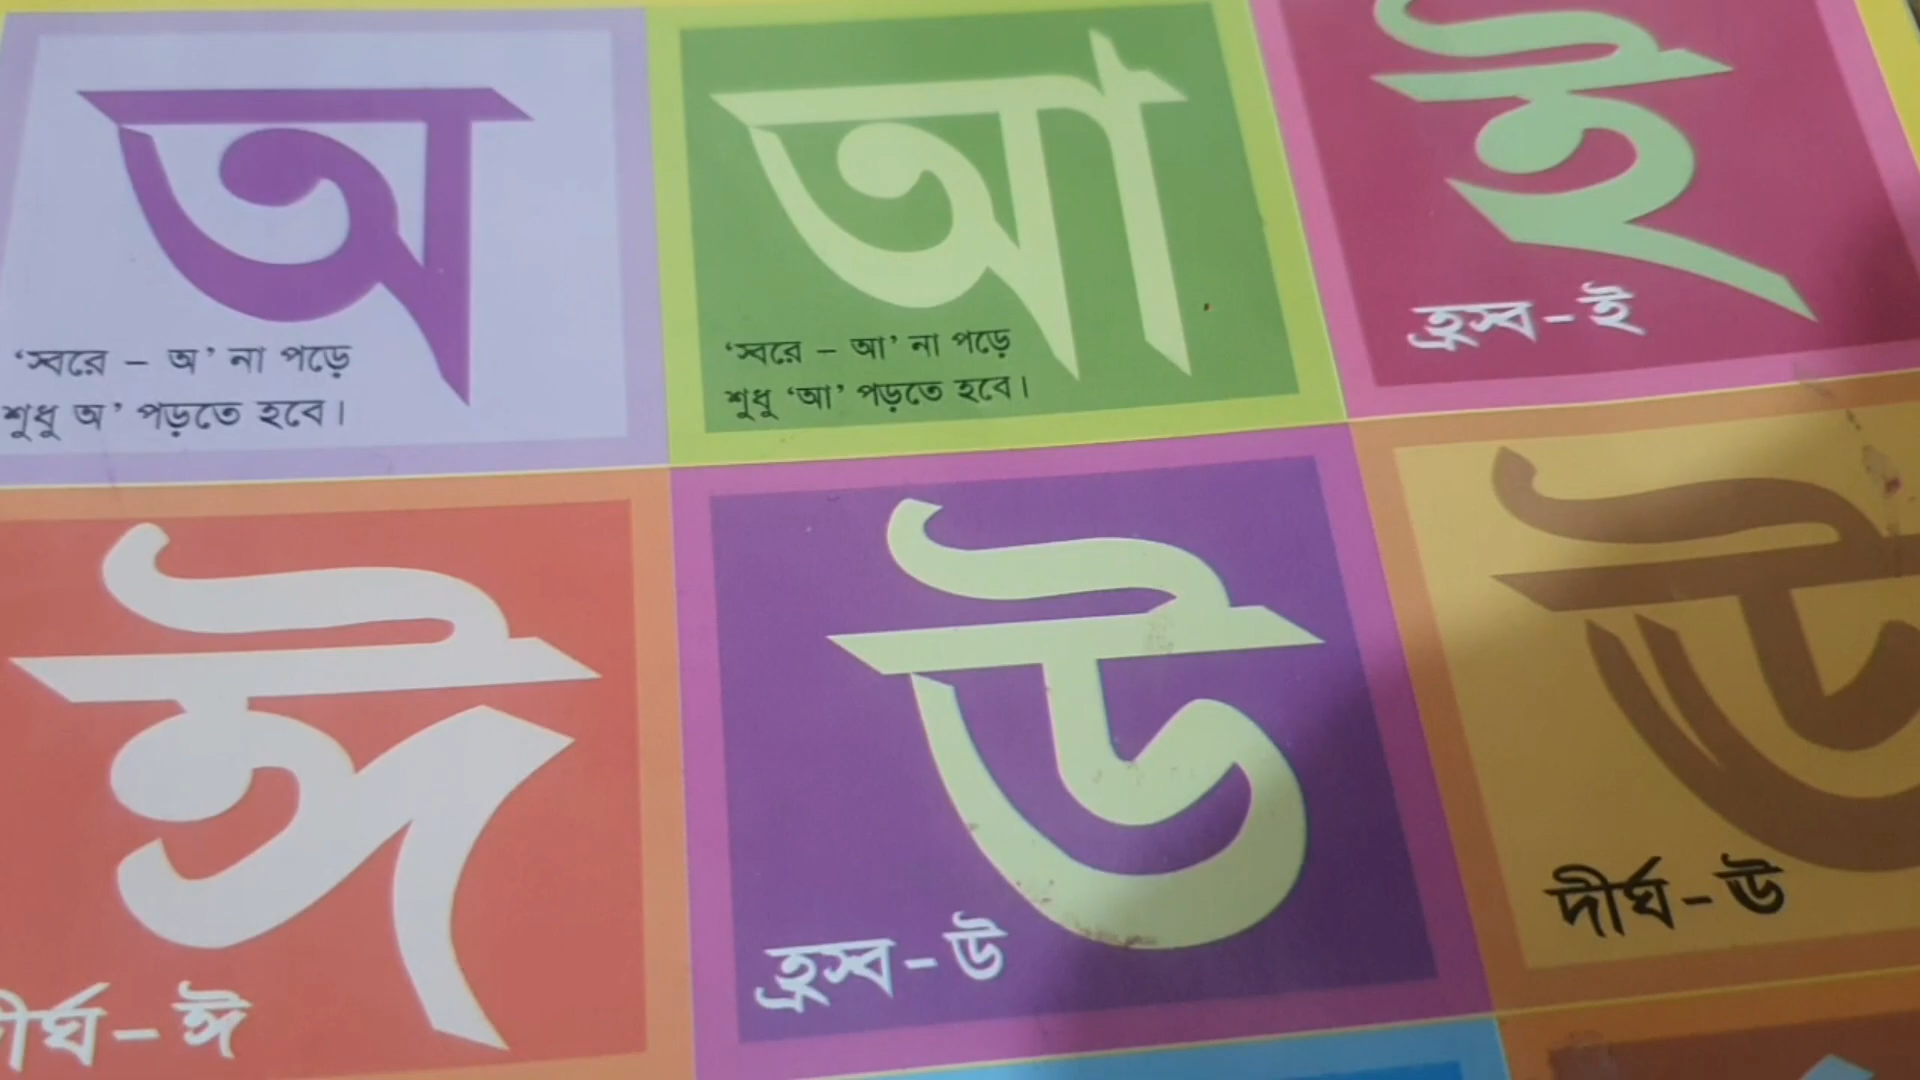 অ
‘স্বরে – অ’ না পড়ে
শুধু অ’ পড়তে হবে।
আ
‘স্বরে – আ’ না পড়ে
শুধু ‘আ’ পড়তে হবে।
ই
হ্রস্ব - ই
ঈ
দীর্ঘ - ঈ
উ
হ্রস্ব - উ
ঊ
দীর্ঘ - ঊ